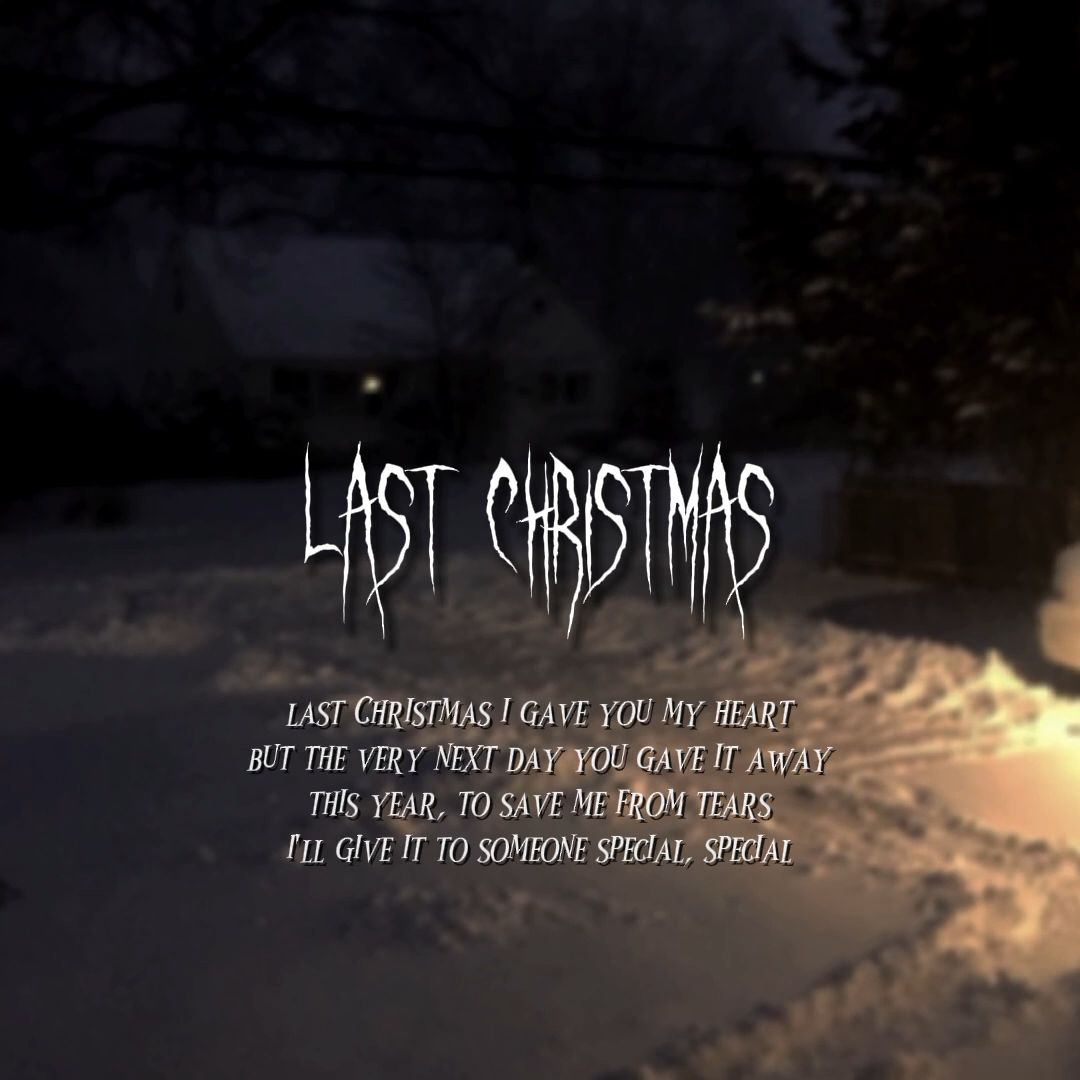 LAST CHRISTMAS
LAST CHRISTMAS I GAVE YOU MY HEART
BUT THE VERY NEXT DAY YOU GAVE IT AWAY
THIS YEAR, TO SAVE ME FROM TEARS
I'LL GIVE IT TO SOMEONE SPECIAL, SPECIAL